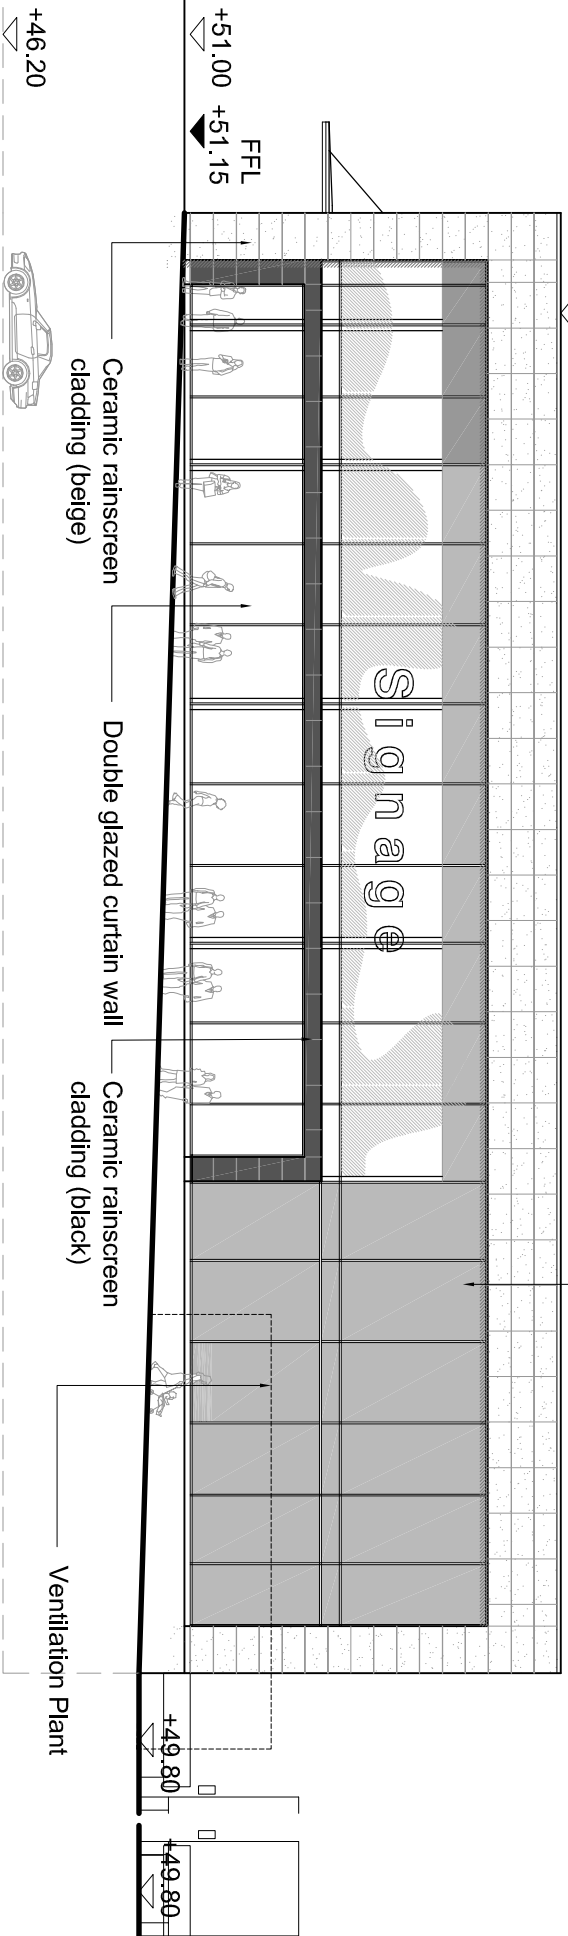 +46.20
+51.00
+51.15
FFL
Ceramic rainscreen
cladding (beige)
Double glazed curtain wall
Ceramic rainscreen
cladding (black)
Signage
Ventilation Plant
+49.80
+49.80